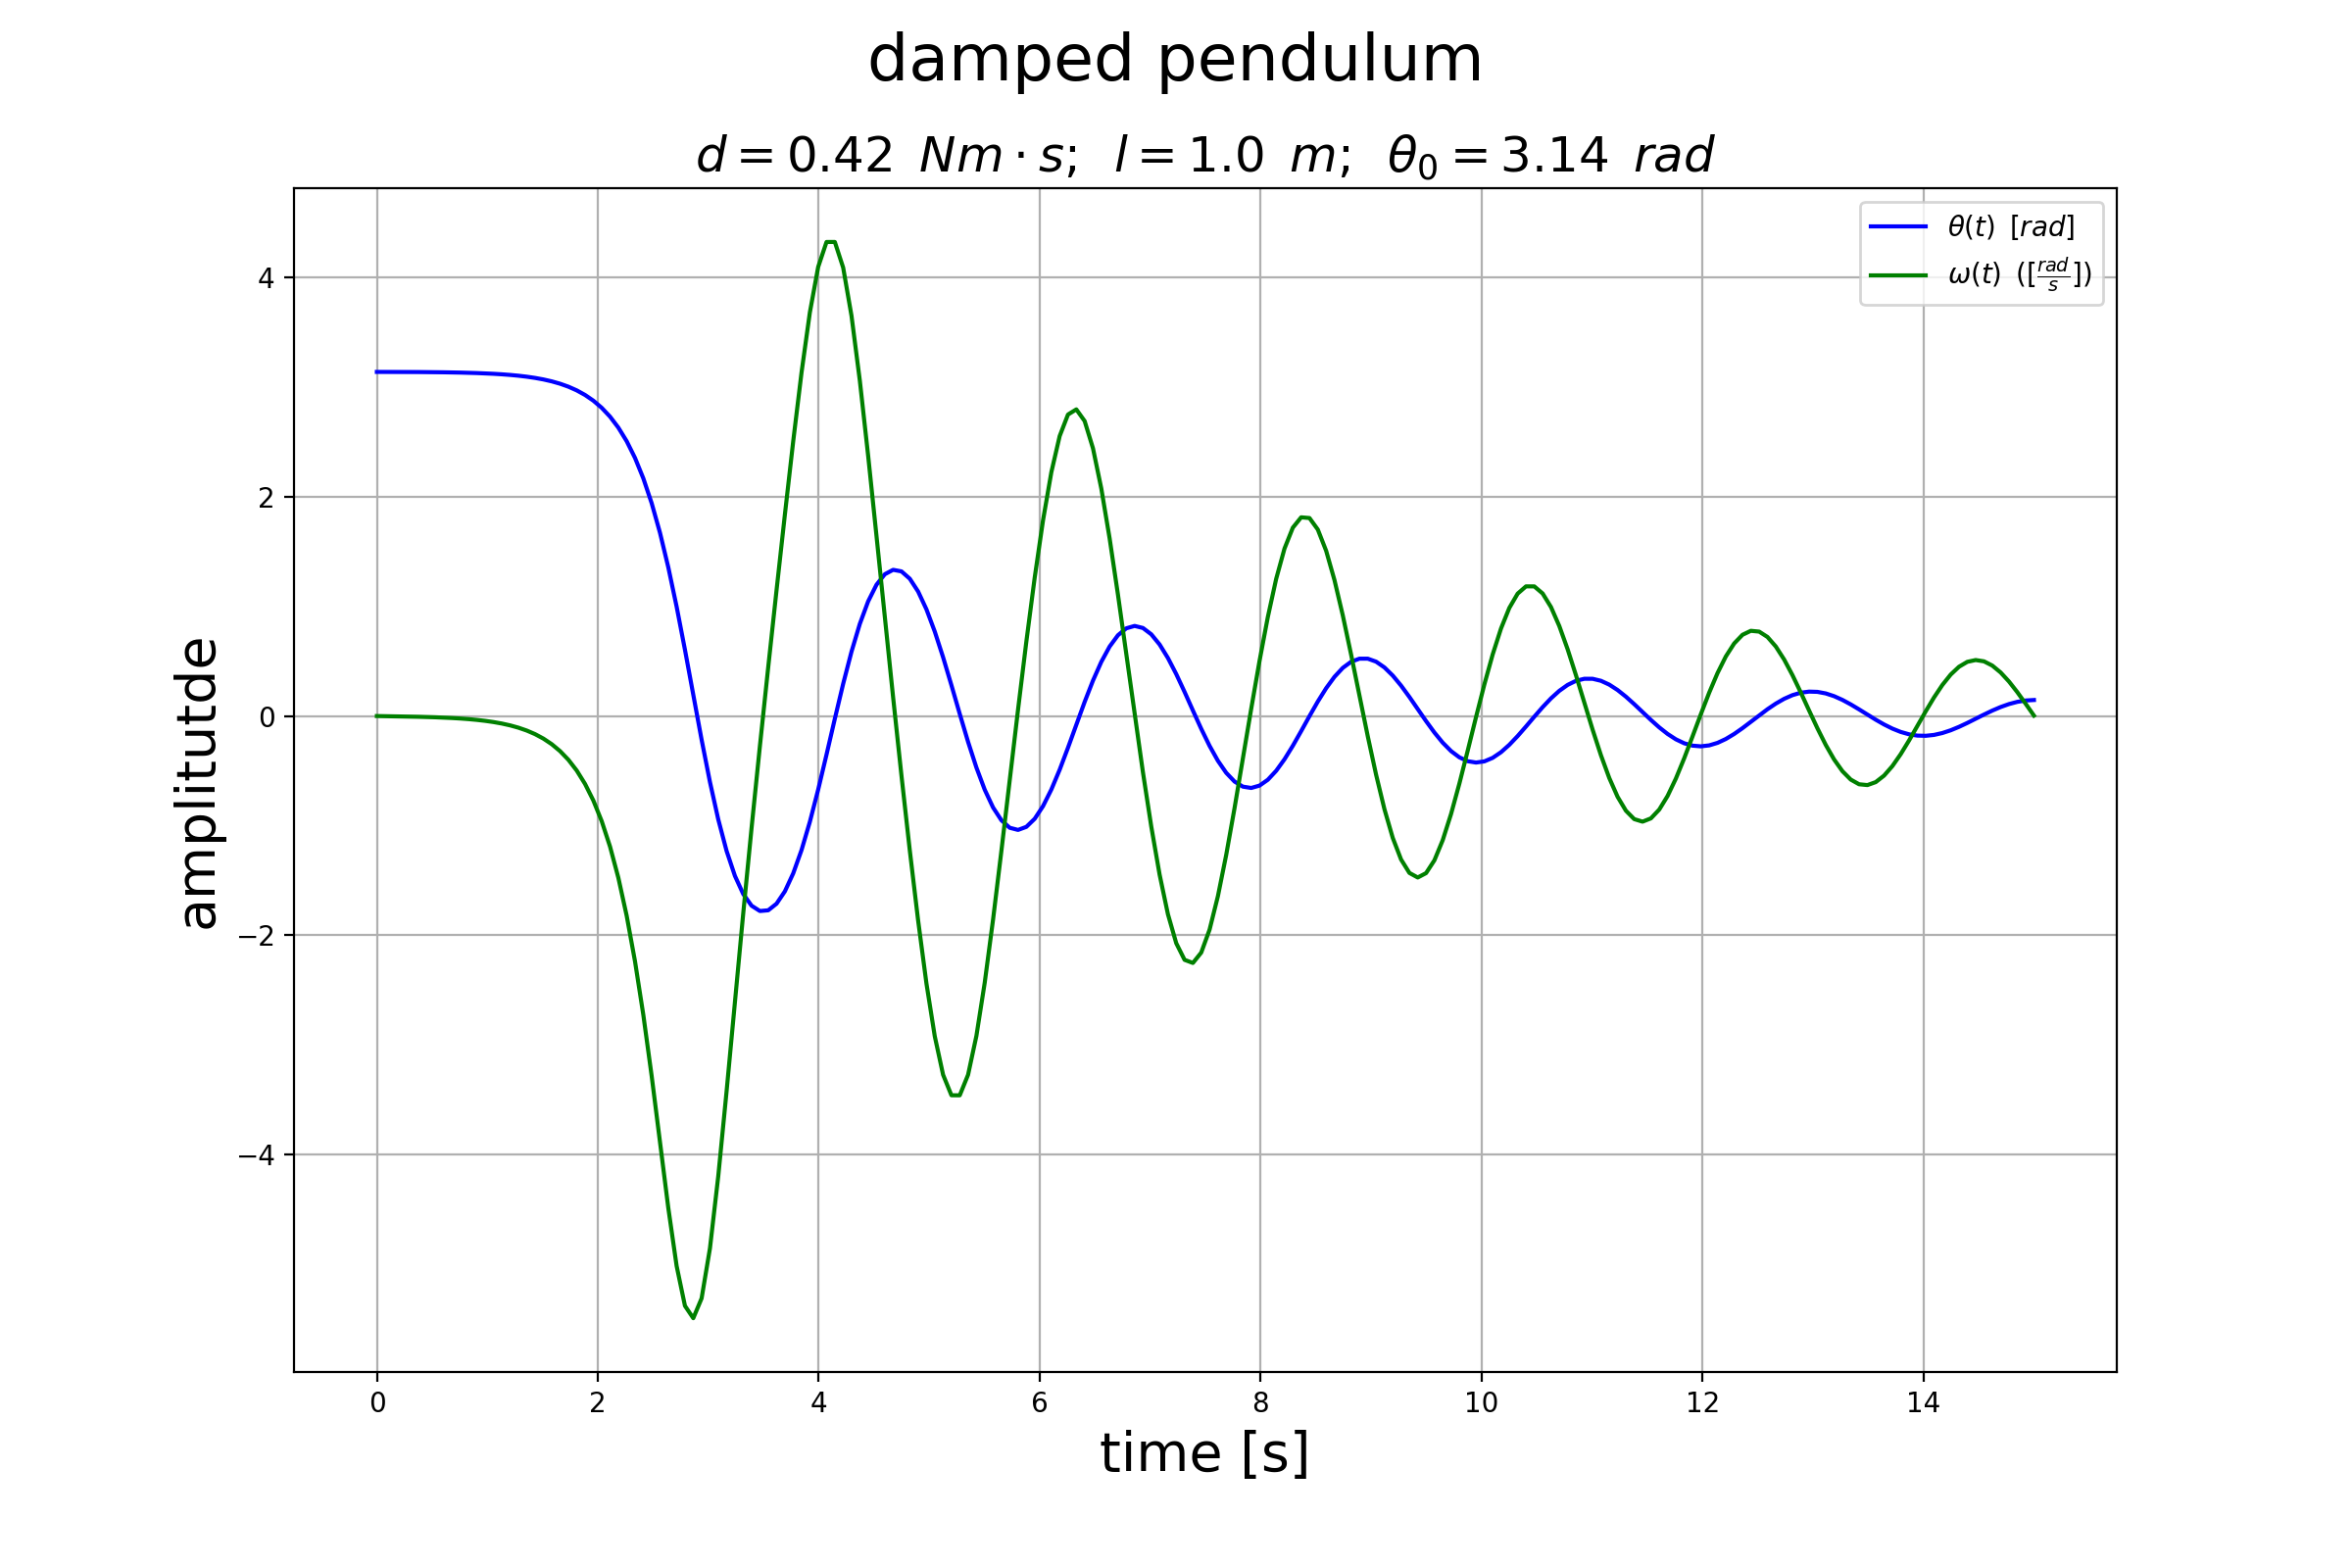 damped pendulum
d = 0.42 Nm · s; l = 1.0 m; θ₀ = 3.14 rad
θ(t) [rad]
ω(t) ([rad/s])
4
2
0
−2
−4
amplitutde
0 2 4 6 8 10 12 14
time [s]